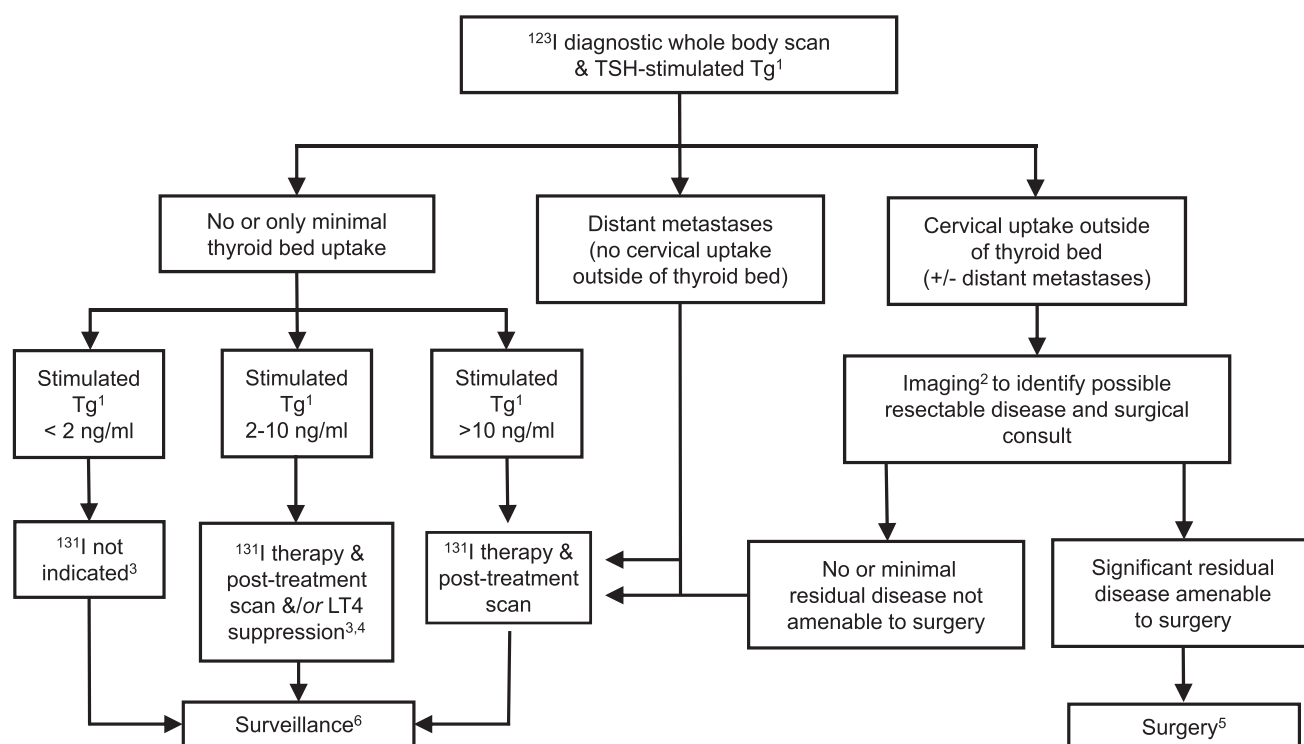 ¹²³I diagnostic whole body scan
& TSH-stimulated Tg¹
No or only minimal
thyroid bed uptake
Distant metastases
(no cervical uptake
outside of thyroid bed)
Cervical uptake outside
of thyroid bed
(+/- distant metastases)
Stimulated
Tg¹
< 2 ng/ml
Stimulated
Tg¹
2-10 ng/ml
Stimulated
Tg¹
>10 ng/ml
Imaging² to identify possible
resectable disease and surgical
consult
¹³¹I not
indicated³
¹³¹I therapy &
post-treatment
scan &/or LT4
suppression³,⁴
¹³¹I therapy &
post-treatment
scan
No or minimal
residual disease not
amenable to surgery
Significant residual
disease amenable
to surgery
Surveillance⁶
Surgery⁵